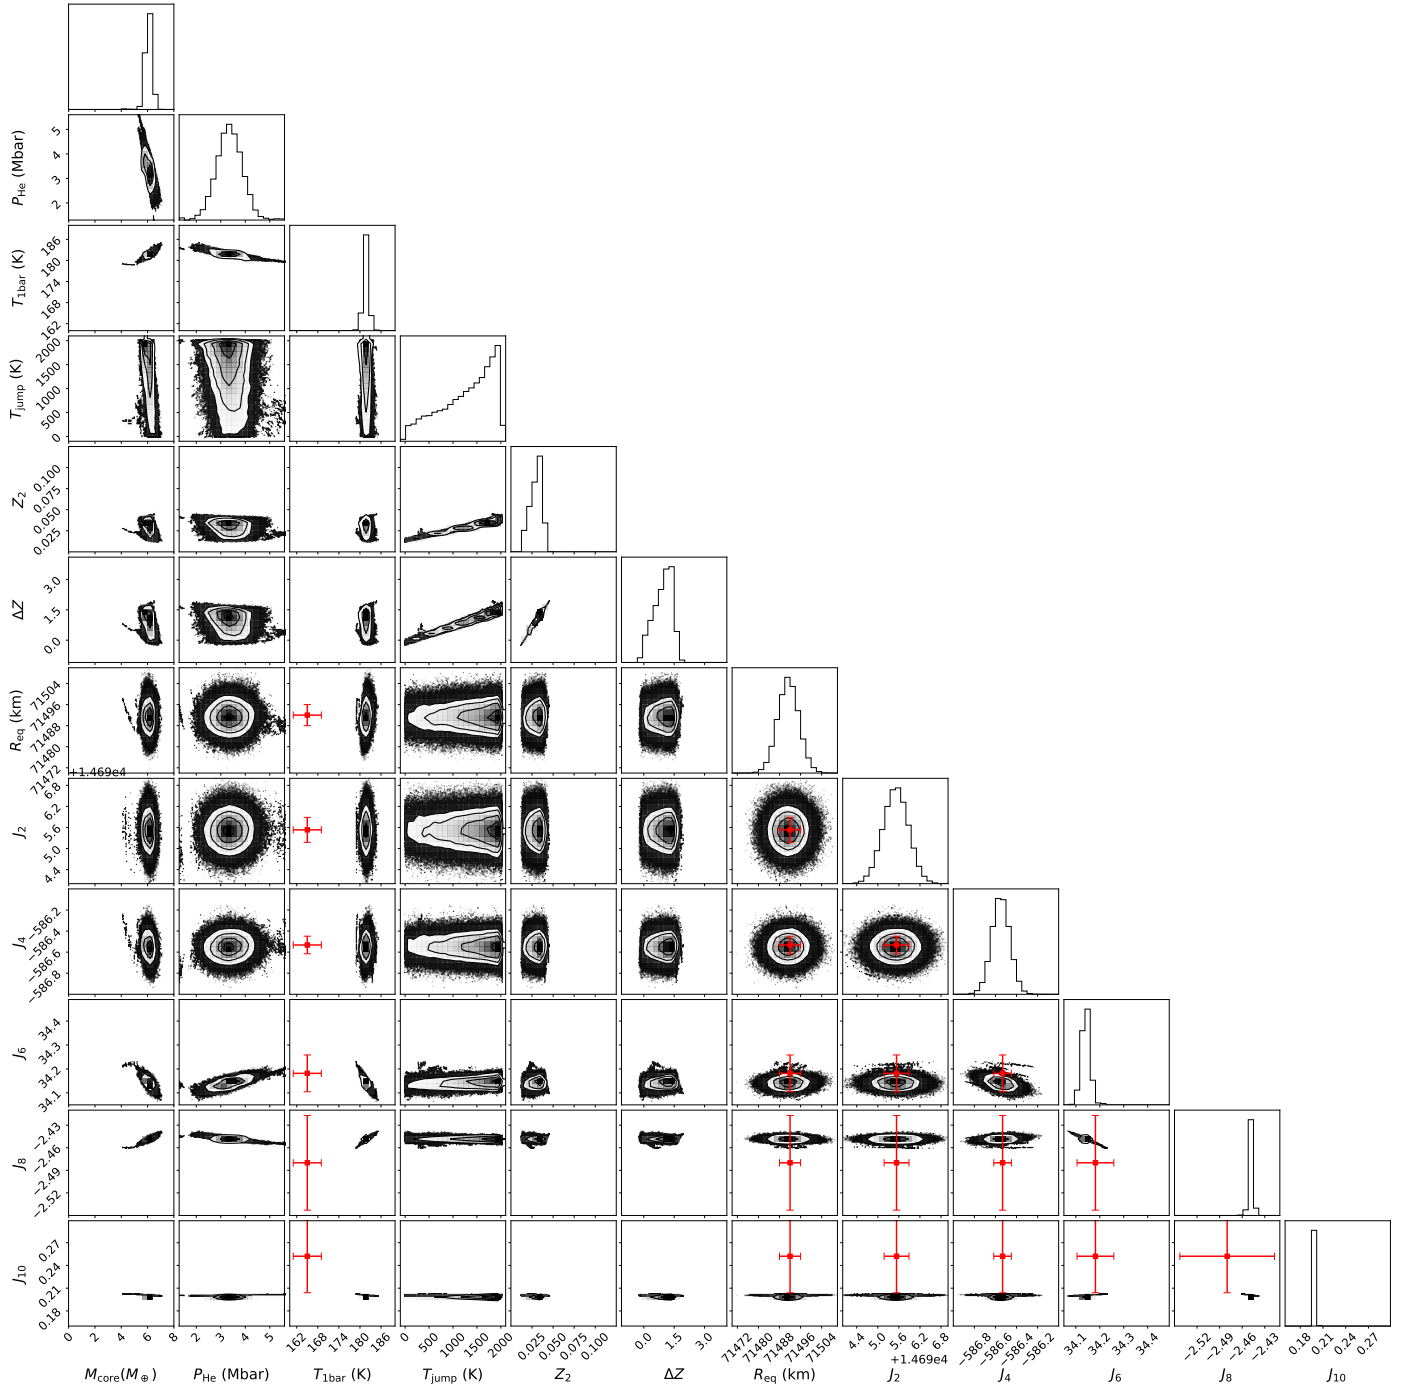 P_He (Mbar)
5
4
3
2
T_1bar (K)
186
180
174
168
162
T_jump (K)
2000
1500
1000
500
0
Z_2
0.100
0.075
0.050
0.025
ΔZ
3.0
1.5
0.0
R_eq (km)
71504
71496
71488
71480
71472
+1.469e4
J_2
6.8
6.2
5.6
5.0
4.4
J_4
−586.2
−586.4
−586.6
−586.8
J_6
34.4
34.3
34.2
34.1
J_8
−2.43
−2.46
−2.49
−2.52
J_10
0.27
0.24
0.21
0.18
0 2 4 6 8
2 3 4 5
162 168 174 180 186
0 500 1000 1500 2000
0.025 0.050 0.075 0.100
0.0 1.5 3.0
71472 71480 71488 71496 71504
4.4 5.0 5.6 6.2 6.8
+1.469e4
−586.8 −586.6 −586.4 −586.2
34.1 34.2 34.3 34.4
−2.52 −2.49 −2.46 −2.43
0.18 0.21 0.24 0.27
M_core(M_⊕) P_He (Mbar) T_1bar (K) T_jump (K) Z_2 ΔZ R_eq (km) J_2 J_4 J_6 J_8 J_10